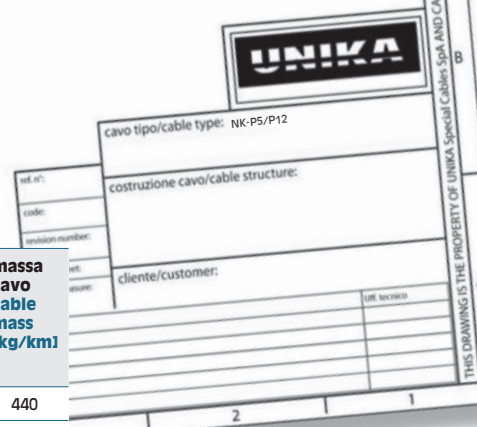 UNIKA
B
cavo tipo/cable type: NK-P5/P12
ref. n°:
costruzione cavo/cable structure:
code:
revision number:
cliente/customer:
Uff. tecnico
massa
cavo
cable
mass
kg/km]
440
2
1
THIS DRAWING IS THE PROPERTY OF UNIKA Special Cables SpA AND CA